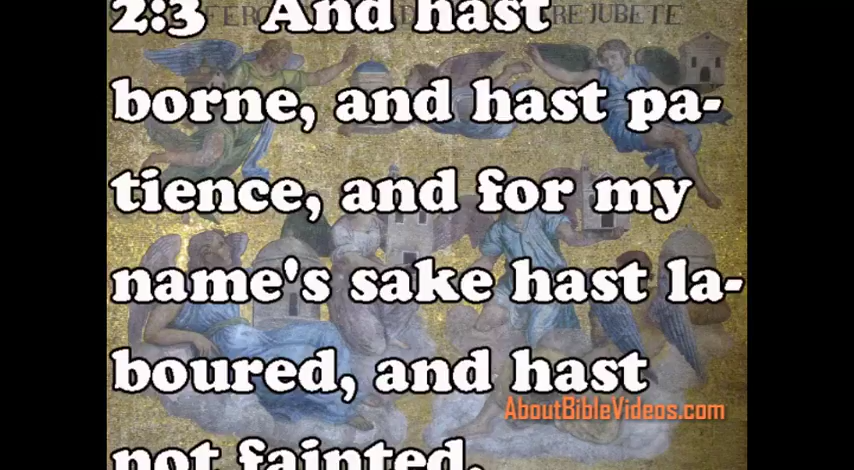 2:3 And hast
borne, and hast pa-
tience, and for my
name's sake hast la-
boured, and hast
not fainted.
AboutBibleVideos.com